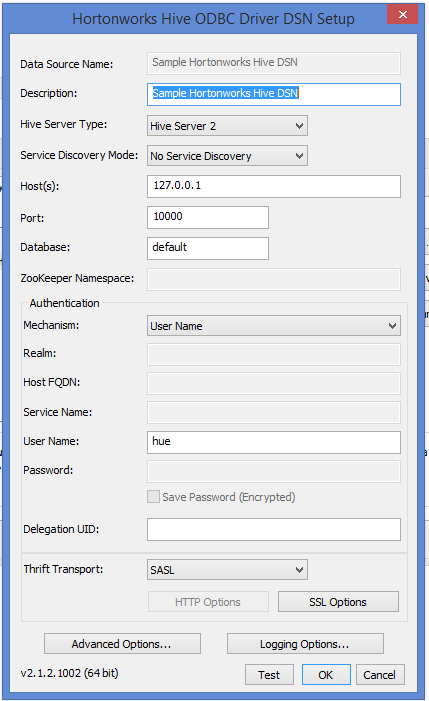 Hortonworks Hive ODBC Driver DSN Setup
Data Source Name: Sample Hortonworks Hive DSN
Description: Sample Hortonworks Hive DSN
Hive Server Type: Hive Server 2
Service Discovery Mode: No Service Discovery
Host(s): 127.0.0.1
Port: 10000
Database: default
ZooKeeper Namespace:
Authentication
Mechanism: User Name
Realm:
Host FQDN:
Service Name:
User Name: hue
Password:
Save Password (Encrypted)
Delegation UID:
Thrift Transport: SASL
HTTP Options SSL Options
Advanced Options... Logging Options...
v2.1.2.1002 (64 bit) Test OK Cancel